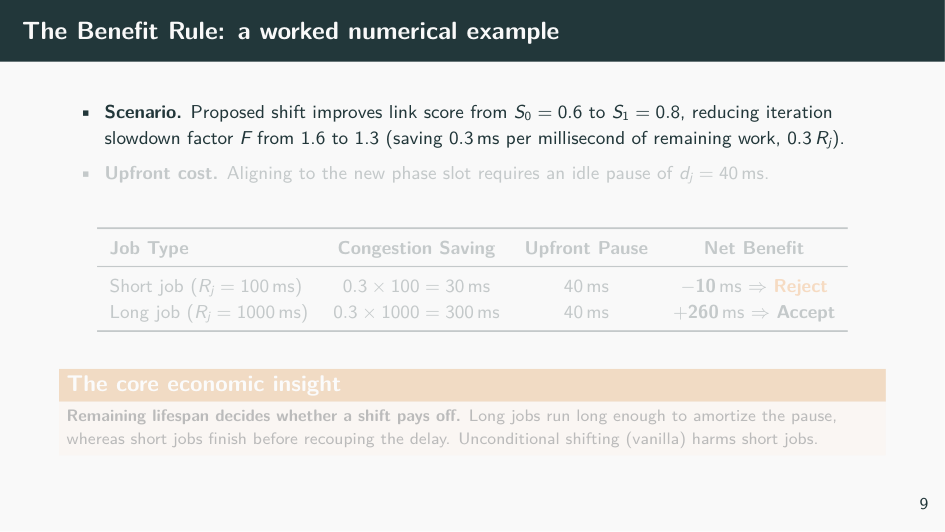 The Benefit Rule: a worked numerical example
▪ Scenario. Proposed shift improves link score from S₀ = 0.6 to S₁ = 0.8, reducing iteration
slowdown factor F from 1.6 to 1.3 (saving 0.3 ms per millisecond of remaining work, 0.3 Rⱼ).
▪ Upfront cost. Aligning to the new phase slot requires an idle pause of dⱼ = 40 ms.
Job Type Congestion Saving Upfront Pause Net Benefit
Short job (Rⱼ = 100 ms) 0.3 × 100 = 30 ms 40 ms −10 ms ⇒ Reject
Long job (Rⱼ = 1000 ms) 0.3 × 1000 = 300 ms 40 ms +260 ms ⇒ Accept
The core economic insight
Remaining lifespan decides whether a shift pays off. Long jobs run long enough to amortize the pause,
whereas short jobs finish before recouping the delay. Unconditional shifting (vanilla) harms short jobs.
9